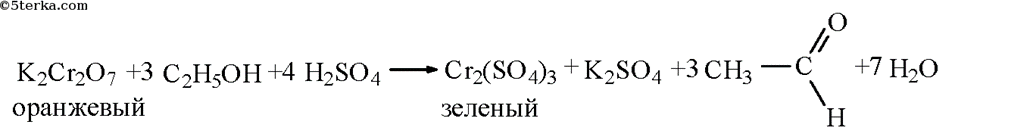 ©5terka.com
K₂Cr₂O₇ +3 C₂H₅OH +4 H₂SO₄ ⟶ Cr₂(SO₄)₃ + K₂SO₄ +3 CH₃ — C O H +7 H₂O
оранжевый зеленый